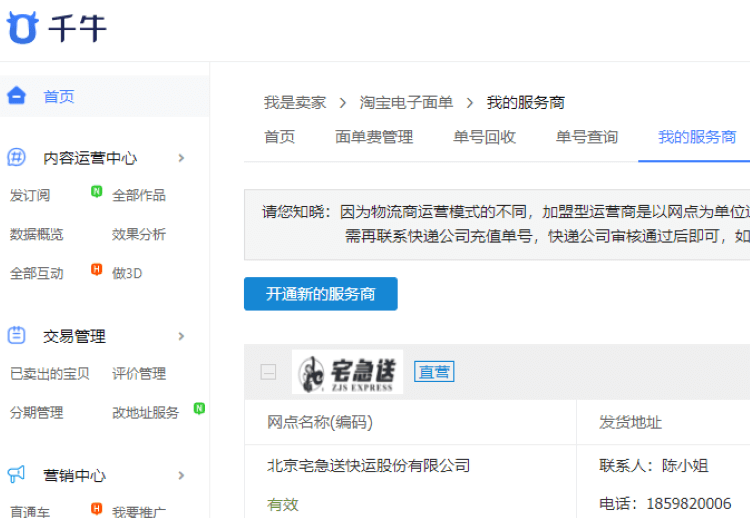 千牛
首页
内容运营中心
发订阅 N 全部作品
数据概览 效果分析
全部互动 H 做3D
交易管理
已卖出的宝贝 评价管理
分期管理 改地址服务 N
营销中心
直通车 H 我要推广
我是卖家 > 淘宝电子面单 > 我的服务商
首页 面单费管理 单号回收 单号查询 我的服务商
请您知晓：因为物流商运营模式的不同，加盟型运营商是以网点为单位
需再联系快递公司充值单号，快递公司审核通过后即可，如
开通新的服务商
宅急送 ZJS EXPRESS 直营
网点名称(编码) 发货地址
北京宅急送快运股份有限公司 联系人：陈小姐
有效 电话：1859820006